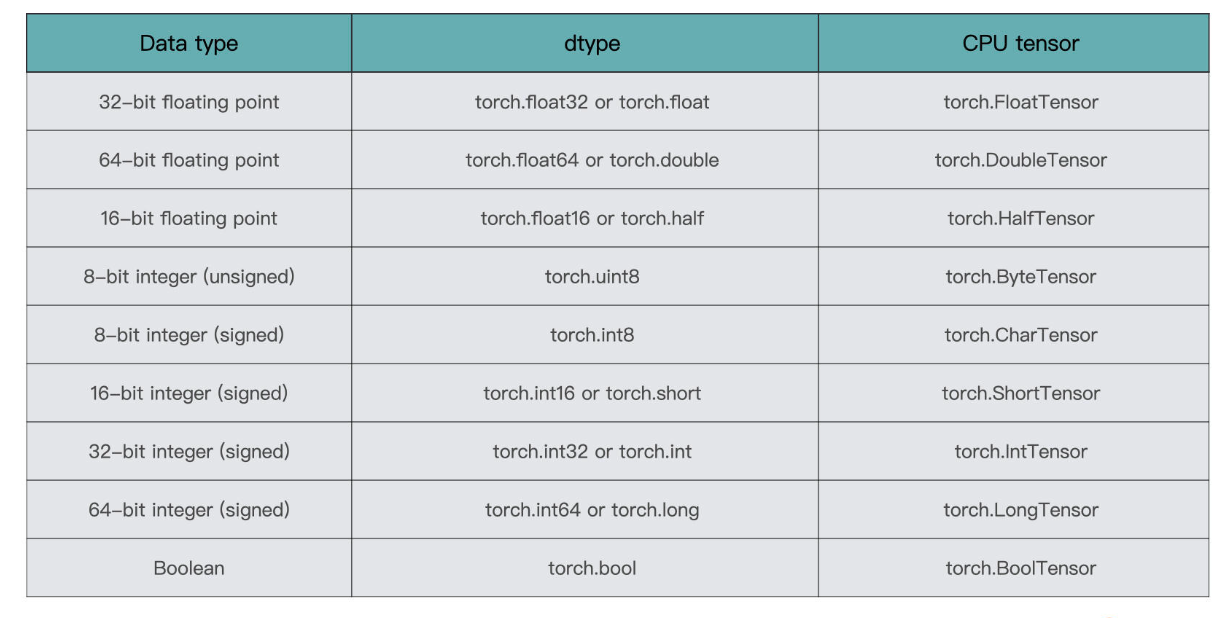 Data type dtype CPU tensor
32-bit floating point torch.float32 or torch.float torch.FloatTensor
64-bit floating point torch.float64 or torch.double torch.DoubleTensor
16-bit floating point torch.float16 or torch.half torch.HalfTensor
8-bit integer (unsigned) torch.uint8 torch.ByteTensor
8-bit integer (signed) torch.int8 torch.CharTensor
16-bit integer (signed) torch.int16 or torch.short torch.ShortTensor
32-bit integer (signed) torch.int32 or torch.int torch.IntTensor
64-bit integer (signed) torch.int64 or torch.long torch.LongTensor
Boolean torch.bool torch.BoolTensor